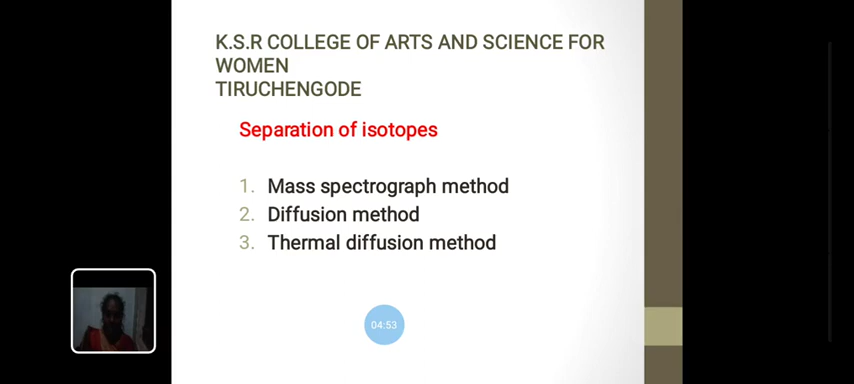 K.S.R COLLEGE OF ARTS AND SCIENCE FOR
WOMEN
TIRUCHENGODE
Separation of isotopes
1. Mass spectrograph method
2. Diffusion method
3. Thermal diffusion method
04:53